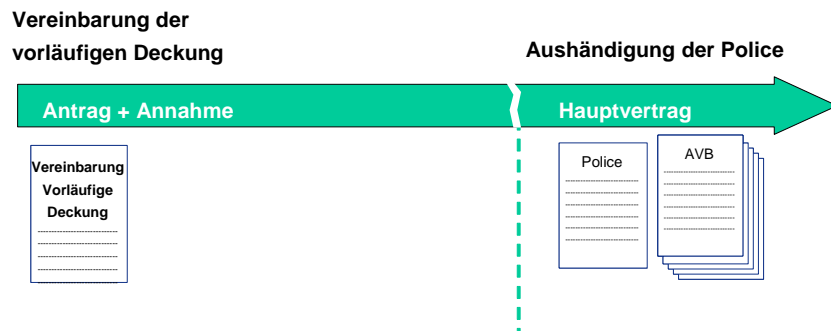 Vereinbarung der
vorläufigen Deckung
Aushändigung der Police
Antrag + Annahme
Hauptvertrag
Vereinbarung
Vorläufige
Deckung
Police
AVB